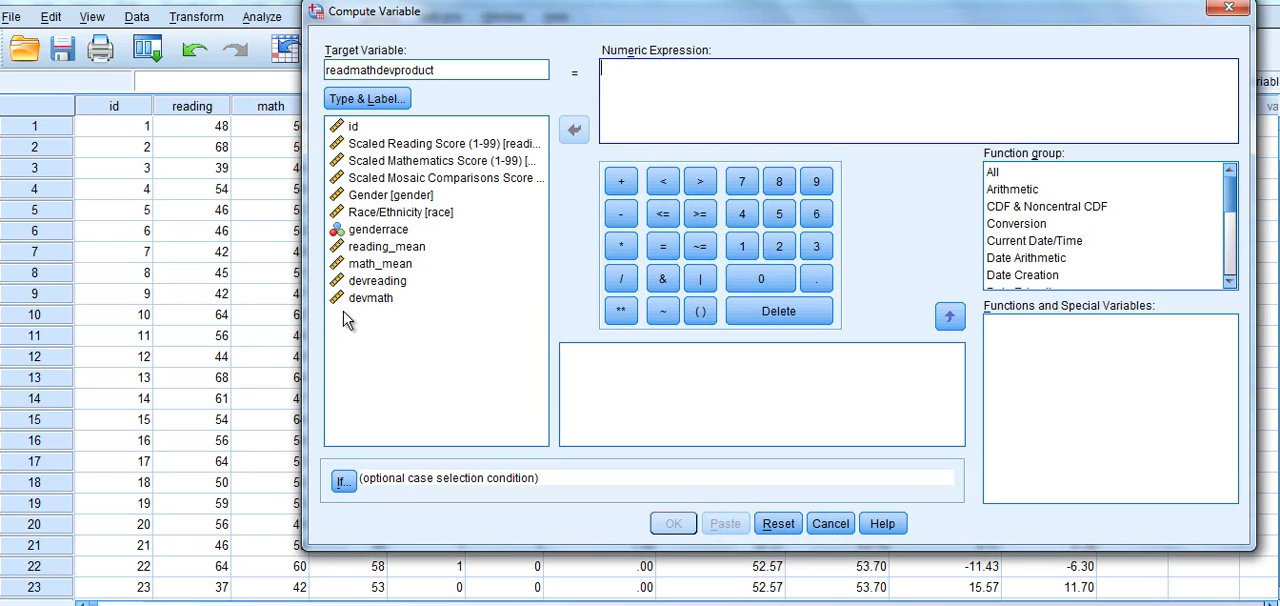 Compute Variable
File Edit View Data Transform Analyze
Target Variable:
readmathdevproduct
=
Numeric Expression:
Type & Label...
id
Scaled Reading Score (1-99) [readi...
Scaled Mathematics Score (1-99) [...
Scaled Mosaic Comparisons Score ...
Gender [gender]
Race/Ethnicity [race]
genderrace
reading_mean
math_mean
devreading
devmath
+ < > 7 8 9
- <= >= 4 5 6
* = ~= 1 2 3
/ & | 0 .
** ~ ( ) Delete
Function group:
All
Arithmetic
CDF & Noncentral CDF
Conversion
Current Date/Time
Date Arithmetic
Date Creation
Functions and Special Variables:
If... (optional case selection condition)
OK Paste Reset Cancel Help
id reading math
1 1 48
2 2 68
3 3 39
4 4 54
5 5 46
6 6 46
7 7 42
8 8 45
9 9 42
10 10 64
11 11 56
12 12 44
13 13 68
14 14 61
15 15 54
16 16 56
17 17 64
18 18 50
19 19 59
20 20 56
21 21 46
22 22 64 60 58 1 0 .00 52.57 53.70 -11.43 -6.30
23 23 37 42 53 1 0 .00 52.57 53.70 15.57 11.70